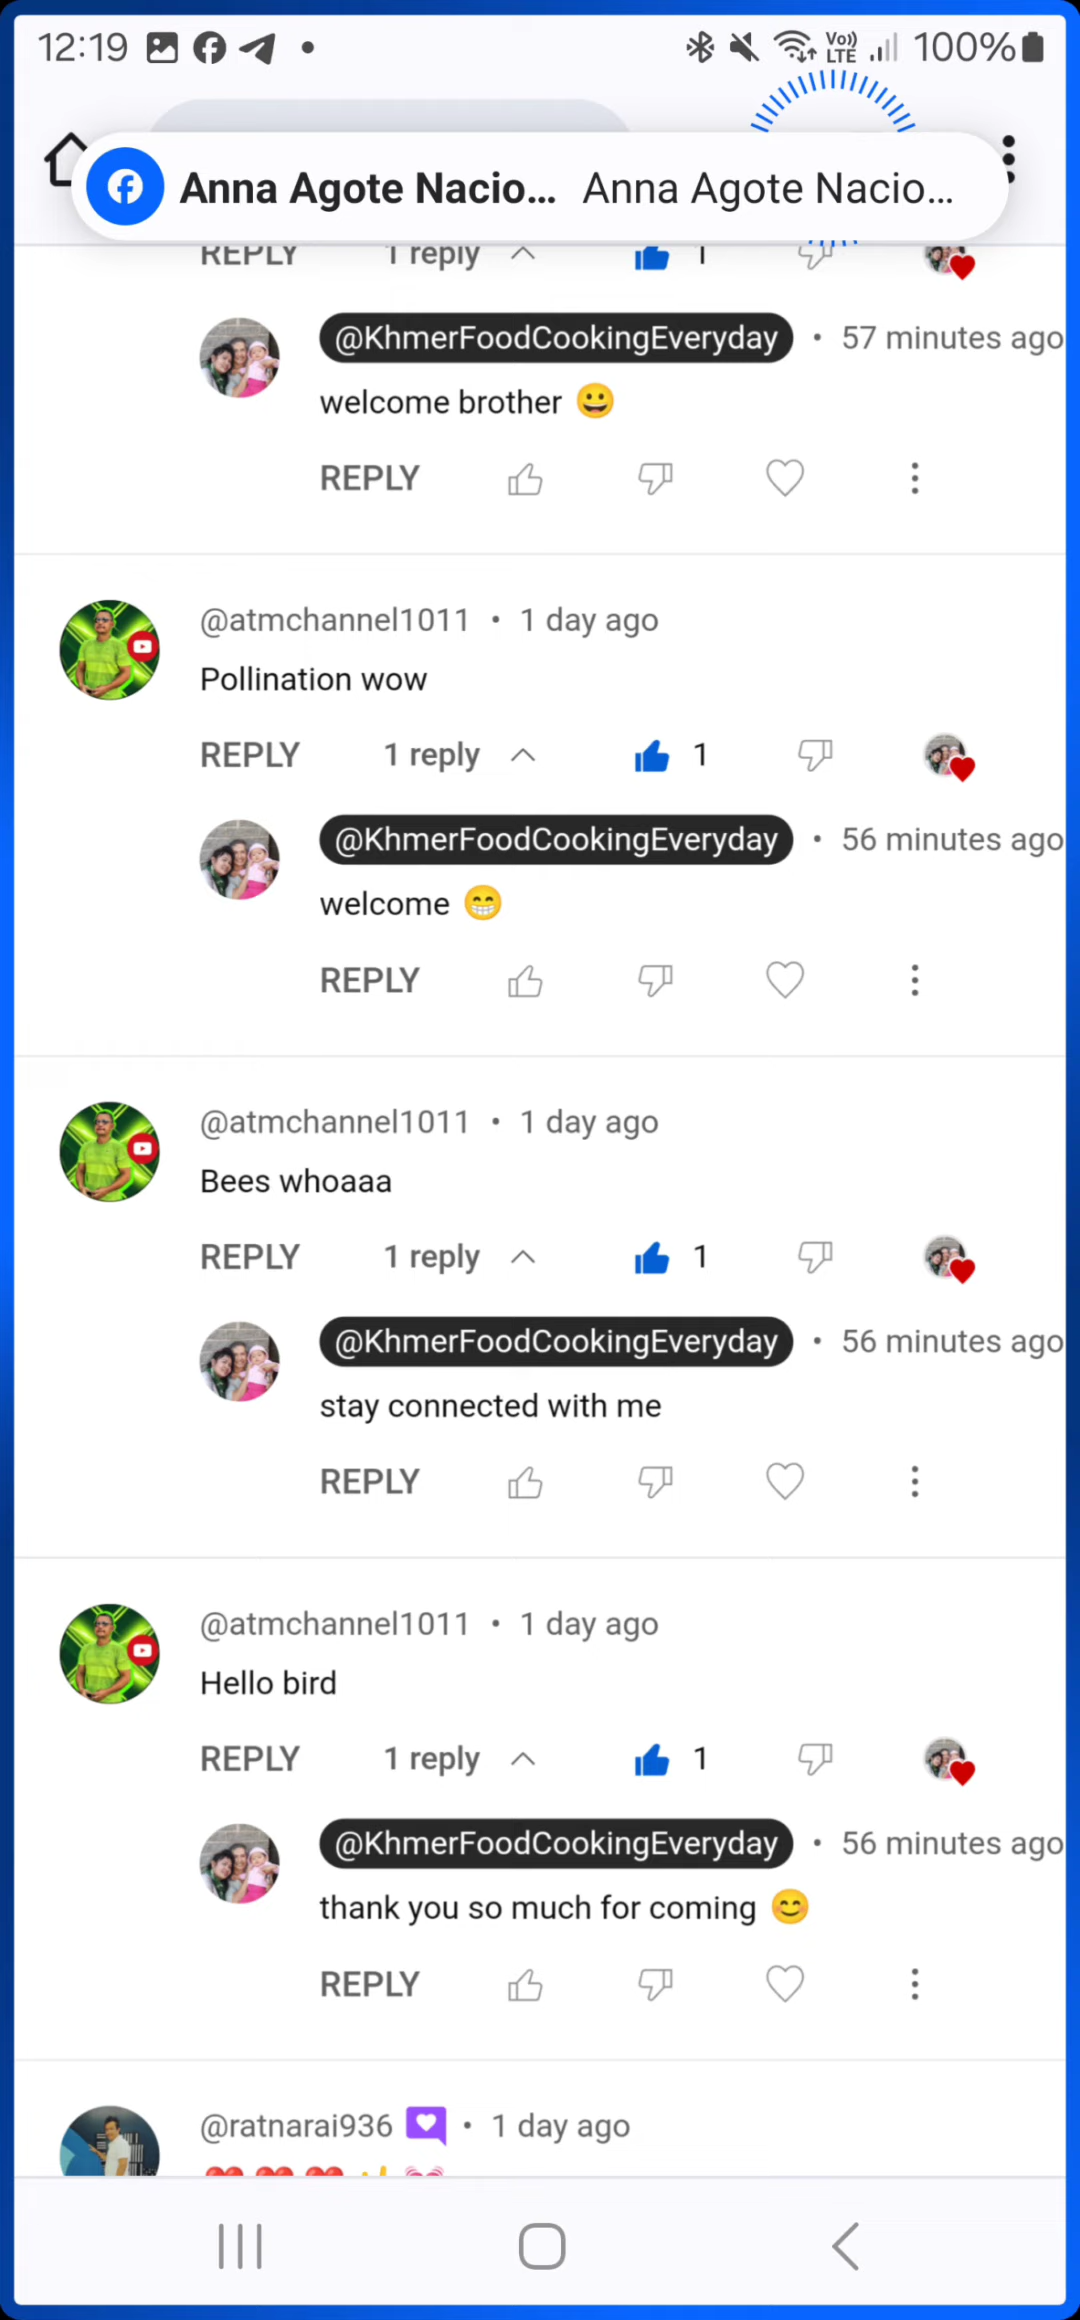 12:19 Vo)) LTE 100%
Anna Agote Nacio... Anna Agote Nacio...
REPLY 1 reply 1
@KhmerFoodCookingEveryday • 57 minutes ago
welcome brother 😀
REPLY
@atmchannel1011 • 1 day ago
Pollination wow
REPLY 1 reply 1
@KhmerFoodCookingEveryday • 56 minutes ago
welcome 😁
REPLY
@atmchannel1011 • 1 day ago
Bees whoaaa
REPLY 1 reply 1
@KhmerFoodCookingEveryday • 56 minutes ago
stay connected with me
REPLY
@atmchannel1011 • 1 day ago
Hello bird
REPLY 1 reply 1
@KhmerFoodCookingEveryday • 56 minutes ago
thank you so much for coming 😊
REPLY
@ratnarai936 • 1 day ago